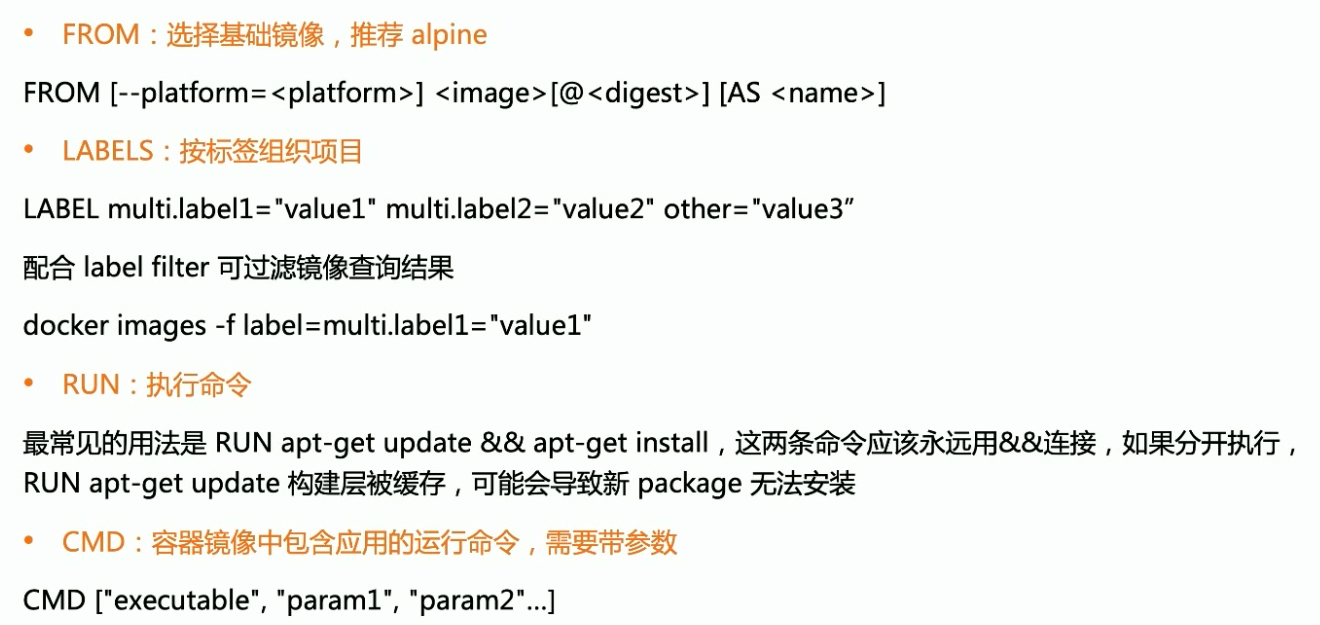 • FROM：选择基础镜像，推荐 alpine
FROM [--platform=<platform>] <image>[@<digest>] [AS <name>]
• LABELS：按标签组织项目
LABEL multi.label1="value1" multi.label2="value2" other="value3”
配合 label filter 可过滤镜像查询结果
docker images -f label=multi.label1="value1"
• RUN：执行命令
最常见的用法是 RUN apt-get update && apt-get install，这两条命令应该永远用&&连接，如果分开执行，
RUN apt-get update 构建层被缓存，可能会导致新 package 无法安装
• CMD：容器镜像中包含应用的运行命令，需要带参数
CMD ["executable", "param1", "param2"…]